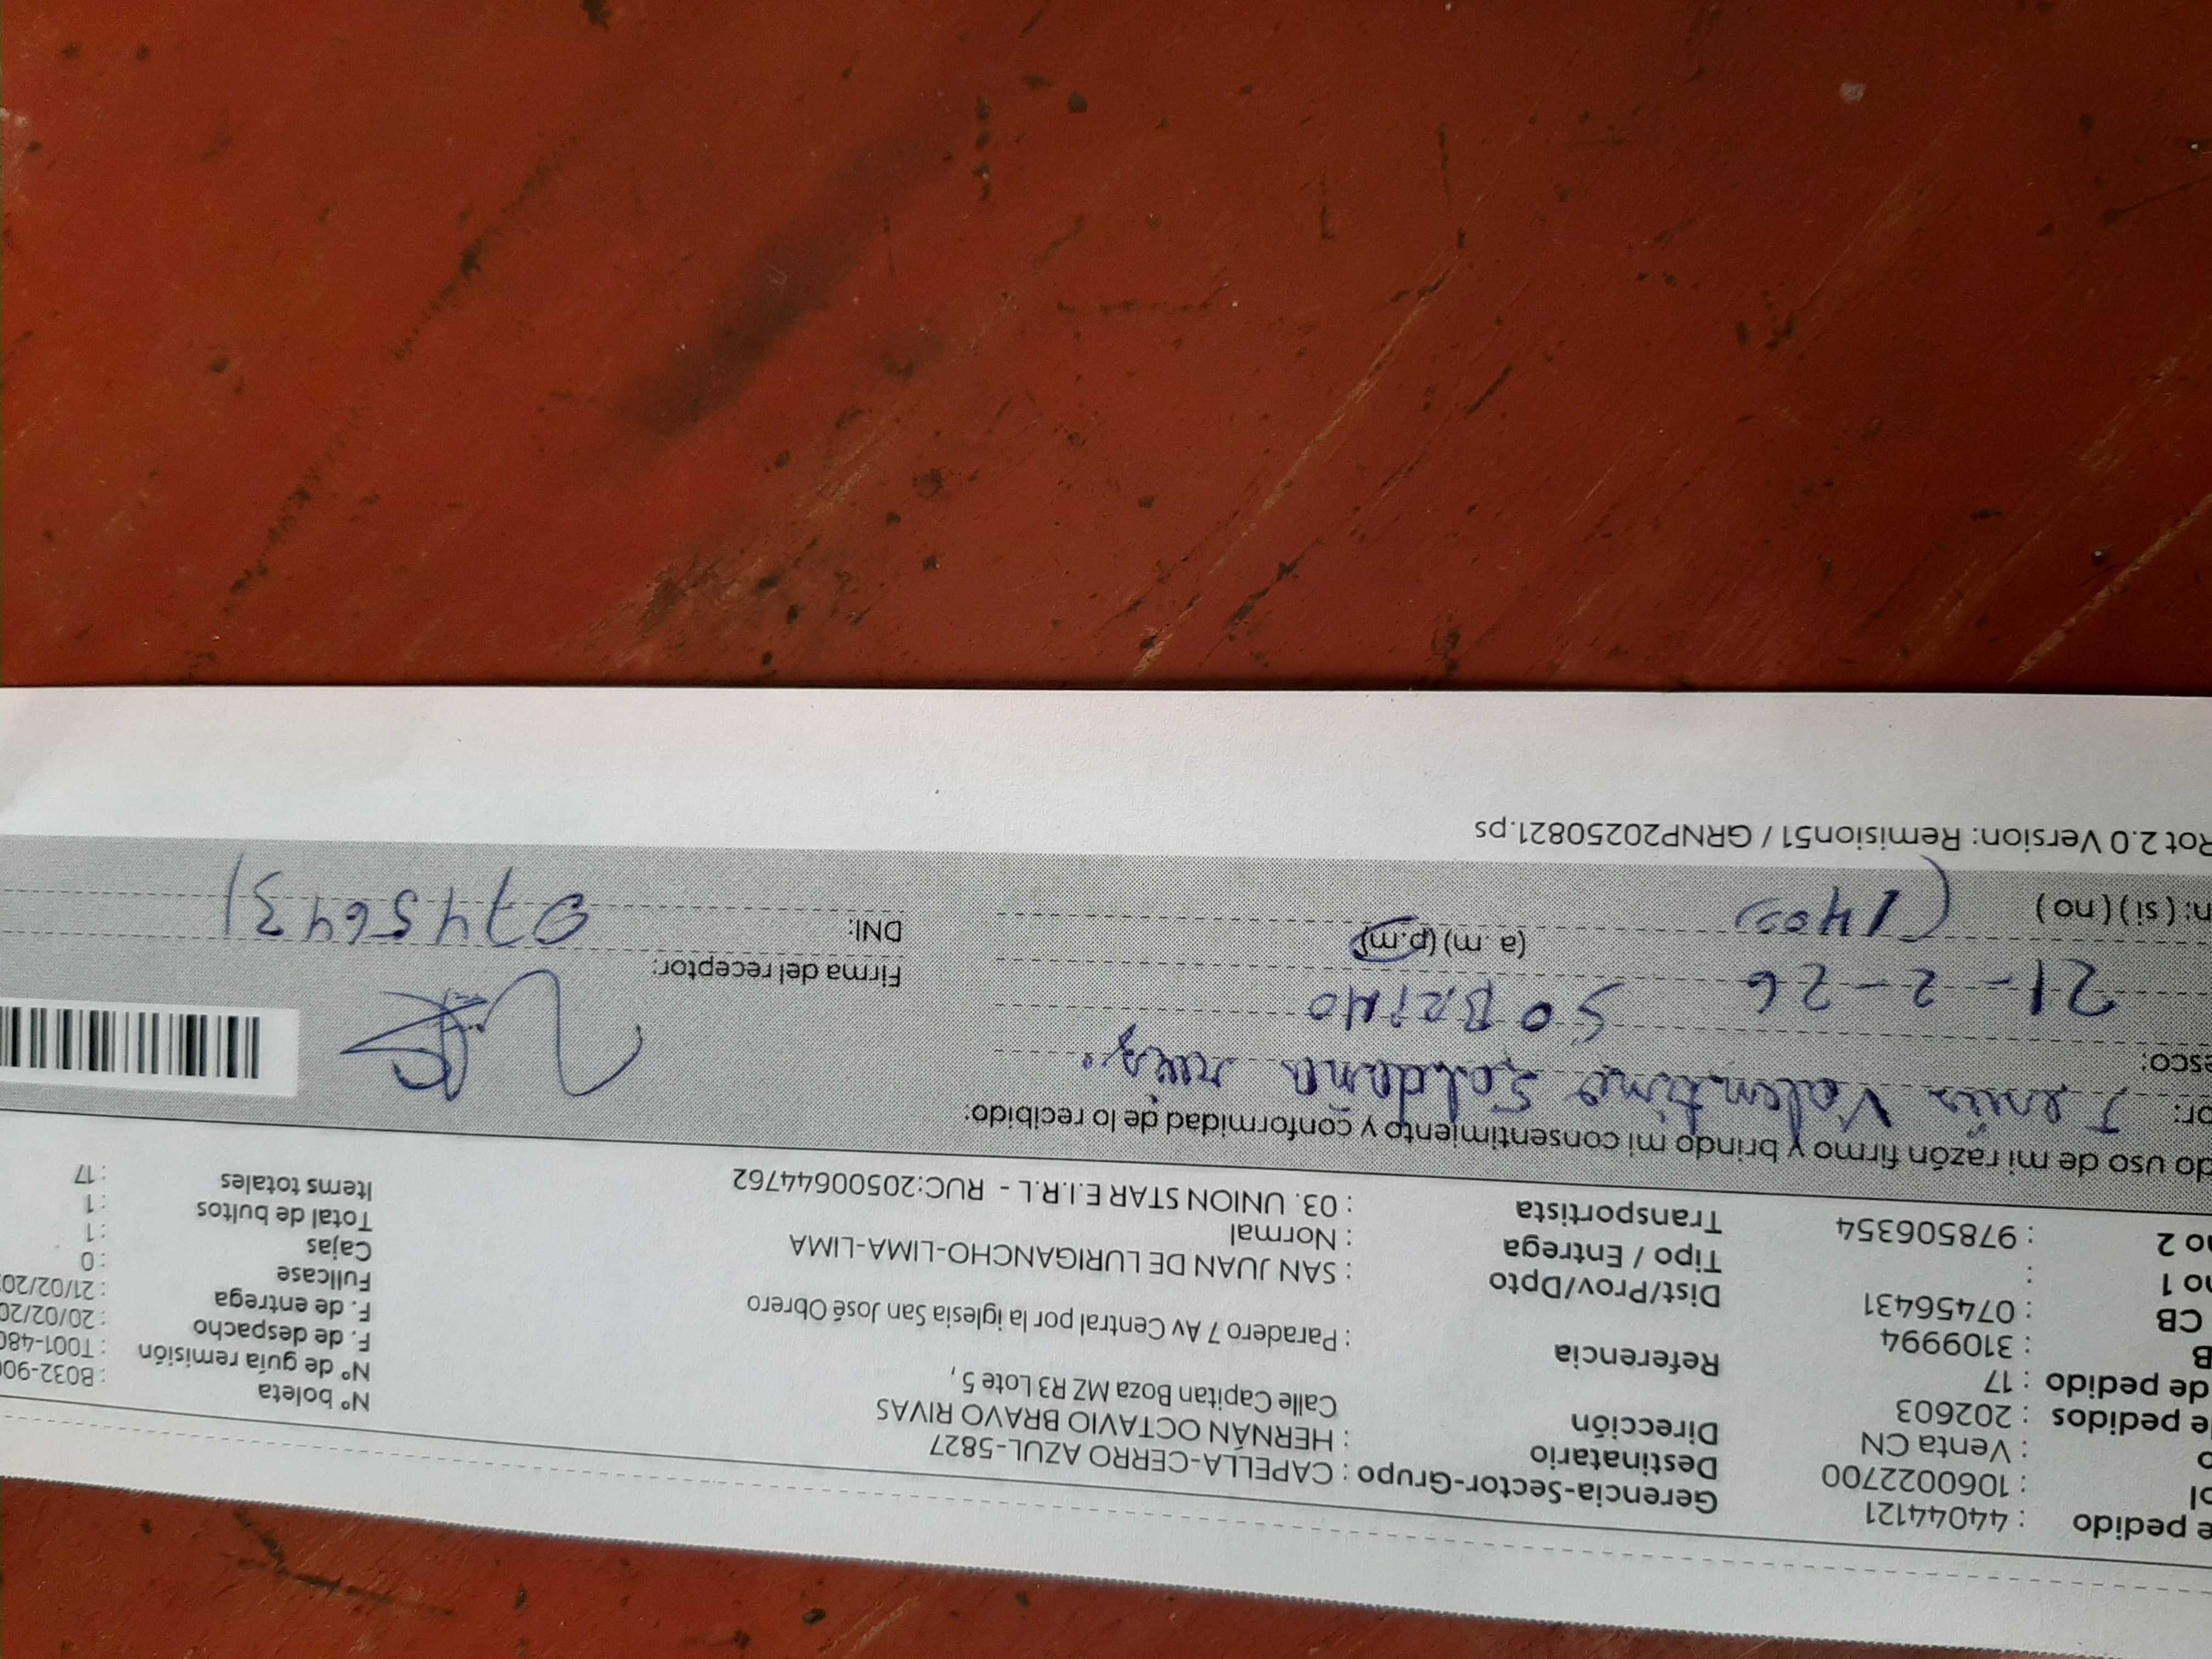 e pedido : 44044121 Gerencia-Sector-Grupo : CAPELLA-CERRO AZUL-5827
ol : 1060022700 Destinatario : HERNÁN OCTAVIO BRAVO RIVAS Nº boleta : B032-90
o : Venta CN Dirección Calle Capitan Boza MZ R3 Lote 5 , Nº de guía remisión : T001-480
de pedidos : 202603 F. de despacho : 20/02/20
de pedido : 17 Referencia : Paradero 7 Av Central por la iglesia San José Obrero F. de entrega : 21/02/202
B : 3109994 Fullcase : 0
CB : 07456431 Dist/Prov/Dpto : SAN JUAN DE LURIGANCHO-LIMA-LIMA Cajas : 1
no 1 : Tipo / Entrega : Normal Total de bultos : 1
no 2 : 978506354 Transportista : 03. UNION STAR E.I.R.L - RUC:20500644762 Items totales : 17
do uso de mi razón firmo y brindo mi consentimiento y conformidad de lo recibido:
or: Valentino Saldaña
esco: SOBRINO
21-2-26 (a. m) (p.m) Firma del receptor:
n: ( si ) ( no ) (1400) DNI: 07456431
Rot 2.0 Version: Remision51 / GRNP20250821.ps